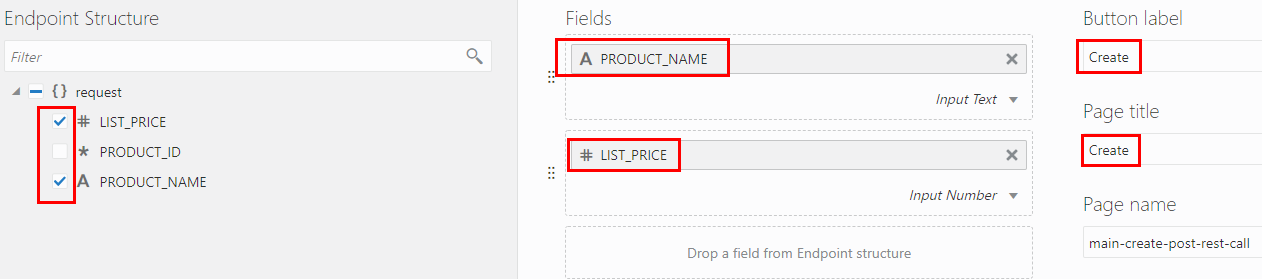 Endpoint Structure
Filter
{ } request
# LIST_PRICE
* PRODUCT_ID
A PRODUCT_NAME
Fields
A PRODUCT_NAME
Input Text
# LIST_PRICE
Input Number
Drop a field from Endpoint structure
Button label
Create
Page title
Create
Page name
main-create-post-rest-call